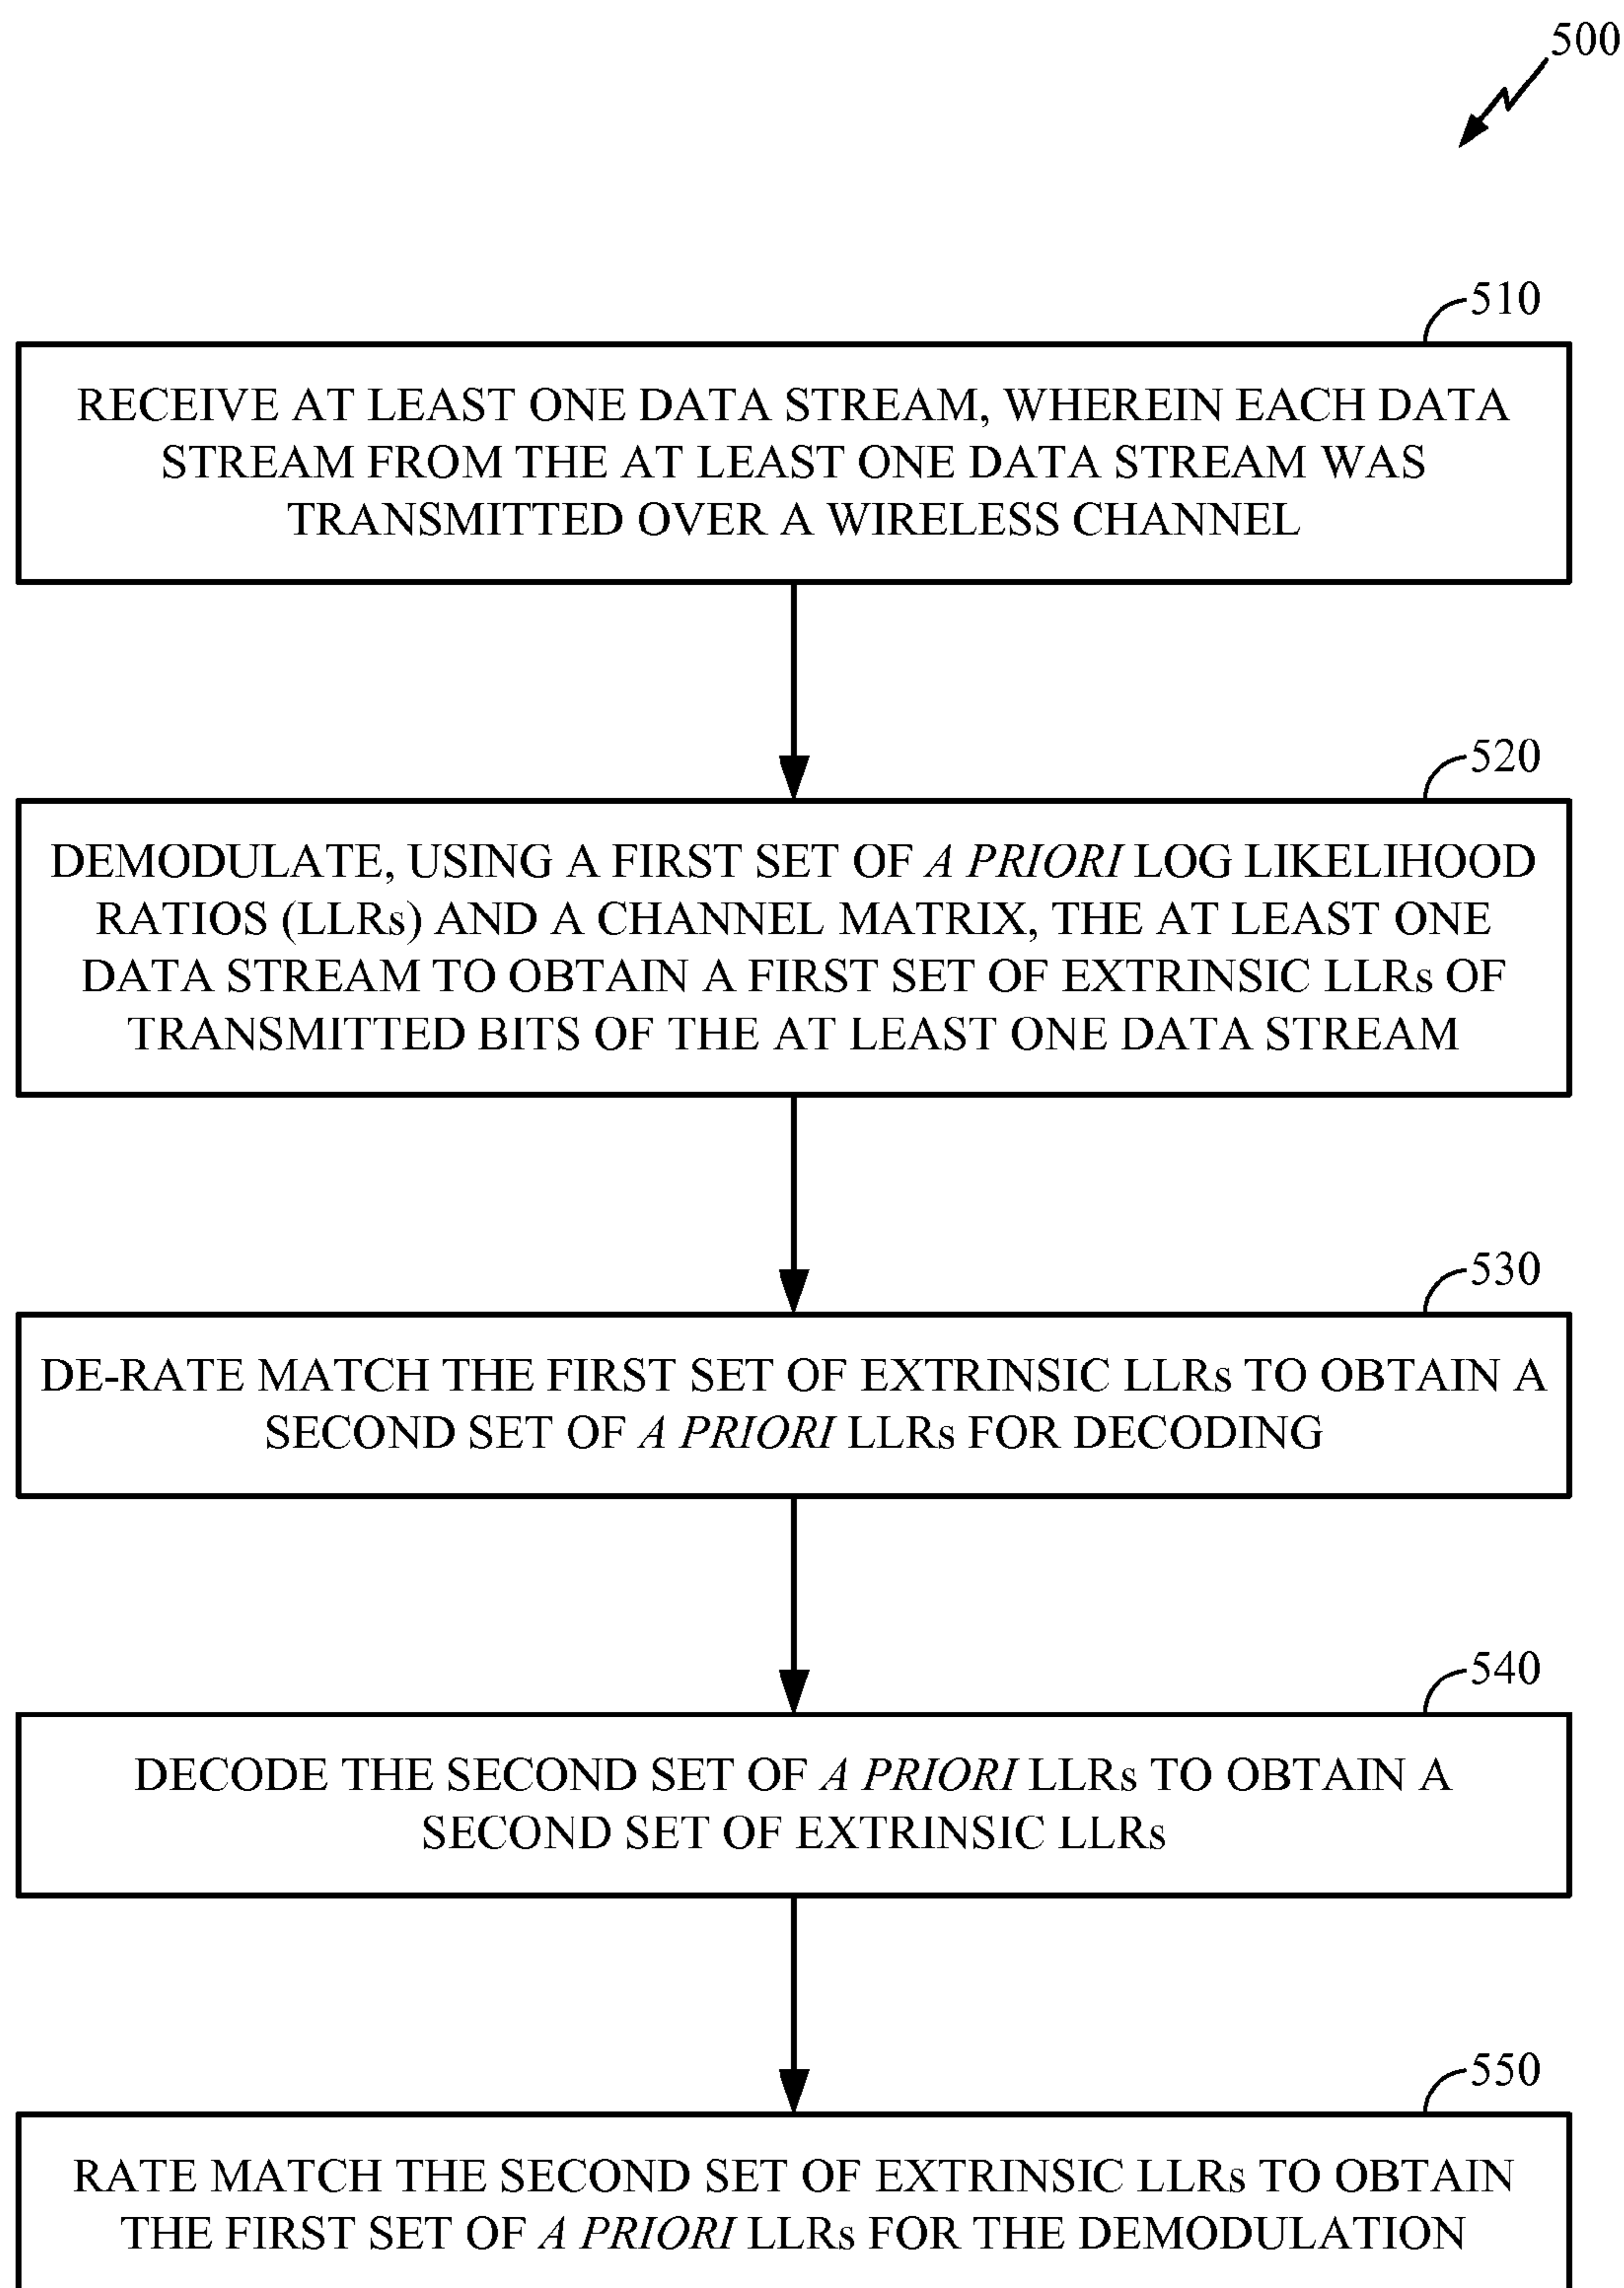 500
510
RECEIVE AT LEAST ONE DATA STREAM, WHEREIN EACH DATA
STREAM FROM THE AT LEAST ONE DATA STREAM WAS
TRANSMITTED OVER A WIRELESS CHANNEL
520
DEMODULATE, USING A FIRST SET OF A PRIORI LOG LIKELIHOOD
RATIOS (LLRs) AND A CHANNEL MATRIX, THE AT LEAST ONE
DATA STREAM TO OBTAIN A FIRST SET OF EXTRINSIC LLRs OF
TRANSMITTED BITS OF THE AT LEAST ONE DATA STREAM
530
DE-RATE MATCH THE FIRST SET OF EXTRINSIC LLRs TO OBTAIN A
SECOND SET OF A PRIORI LLRs FOR DECODING
540
DECODE THE SECOND SET OF A PRIORI LLRs TO OBTAIN A
SECOND SET OF EXTRINSIC LLRs
550
RATE MATCH THE SECOND SET OF EXTRINSIC LLRs TO OBTAIN
THE FIRST SET OF A PRIORI LLRs FOR THE DEMODULATION